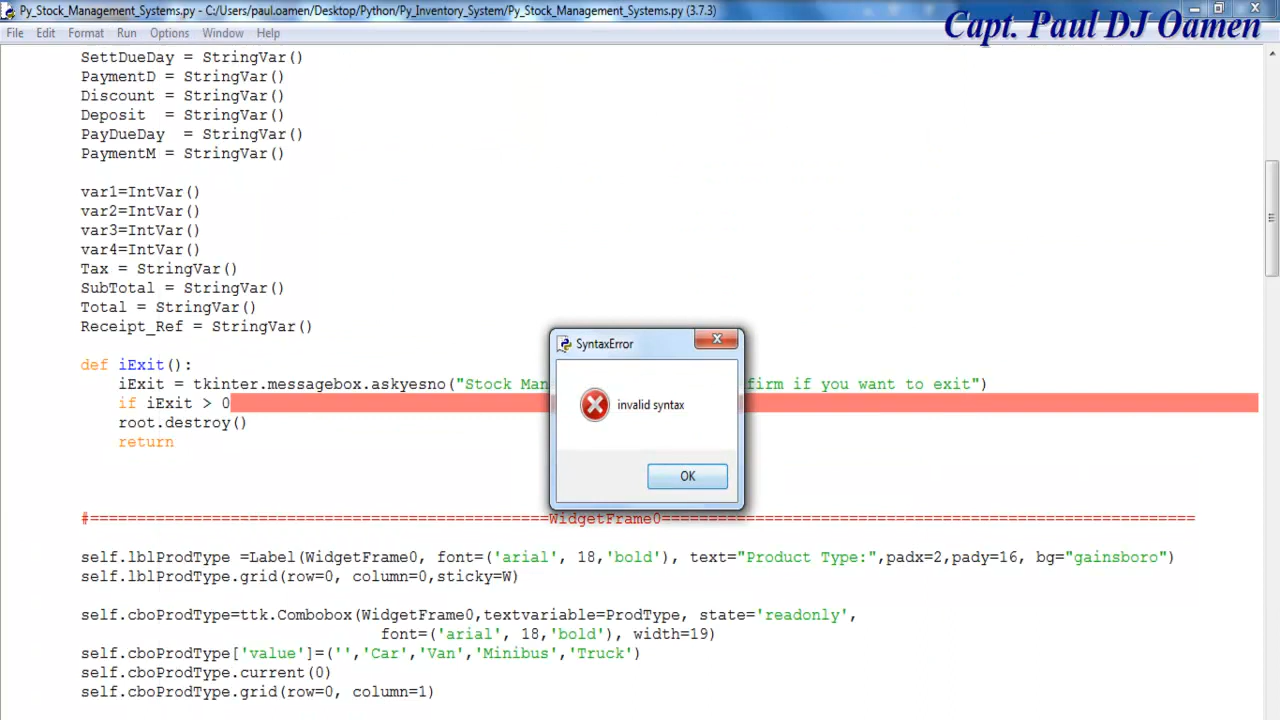 Py_Stock_Management_Systems.py - C:/Users/paul.oamen/Desktop/Python/Py_Inventory_System/Py_Stock_Management_Systems.py (3.7.3)
File Edit Format Run Options Window Help
Capt. Paul DJ Oamen
SettDueDay = StringVar()
PaymentD = StringVar()
Discount = StringVar()
Deposit  = StringVar()
PayDueDay  = StringVar()
PaymentM = StringVar()
var1=IntVar()
var2=IntVar()
var3=IntVar()
var4=IntVar()
Tax = StringVar()
SubTotal = StringVar()
Total = StringVar()
Receipt_Ref = StringVar()
def iExit():
iExit = tkinter.messagebox.askyesno("Stock Man firm if you want to exit")
if iExit > 0
root.destroy()
return
SyntaxError
invalid syntax
OK
#=================================================WidgetFrame0=========================================================
self.lblProdType =Label(WidgetFrame0, font=('arial', 18,'bold'), text="Product Type:",padx=2,pady=16, bg="gainsboro")
self.lblProdType.grid(row=0, column=0,sticky=W)
self.cboProdType=ttk.Combobox(WidgetFrame0,textvariable=ProdType, state='readonly',
font=('arial', 18,'bold'), width=19)
self.cboProdType['value']=('','Car','Van','Minibus','Truck')
self.cboProdType.current(0)
self.cboProdType.grid(row=0, column=1)